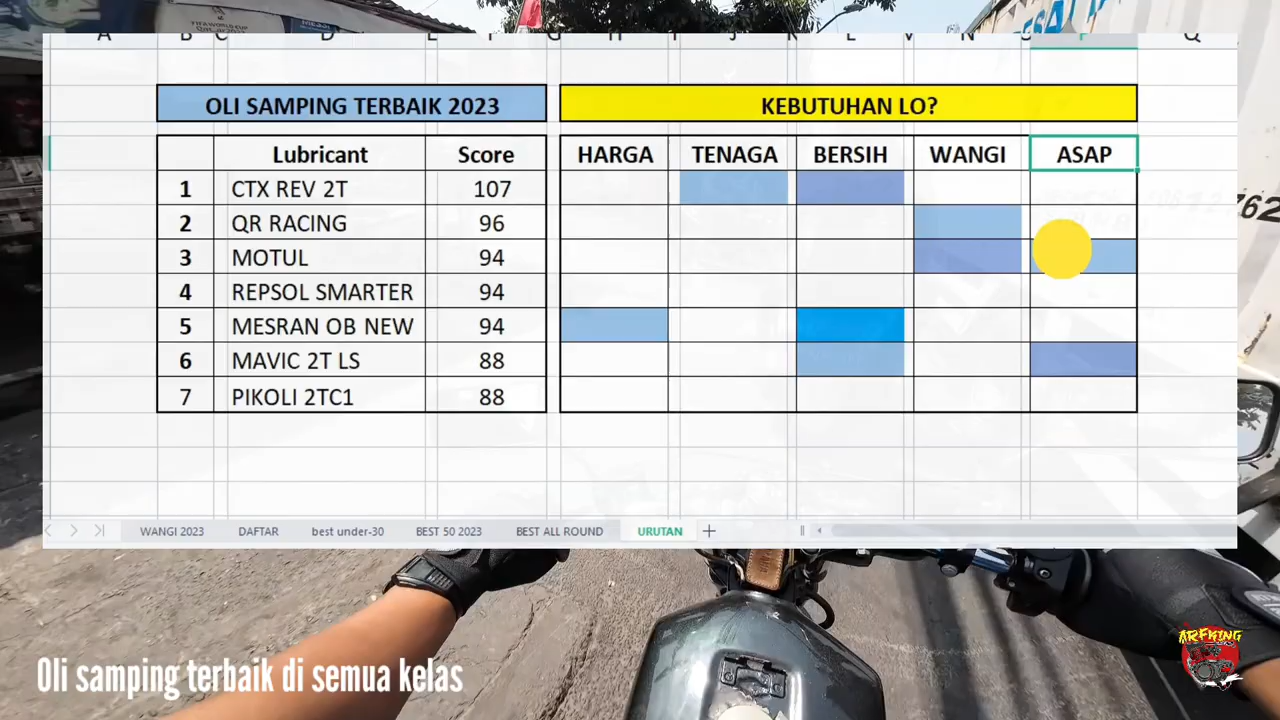 OLI SAMPING TERBAIK 2023
KEBUTUHAN LO?
Lubricant Score HARGA TENAGA BERSIH WANGI ASAP
1 CTX REV 2T 107
2 QR RACING 96
3 MOTUL 94
4 REPSOL SMARTER 94
5 MESRAN OB NEW 94
6 MAVIC 2T LS 88
7 PIKOLI 2TC1 88
WANGI 2023 DAFTAR best under-30 BEST 50 2023 BEST ALL ROUND URUTAN
Oli samping terbaik di semua kelas
ARFKING